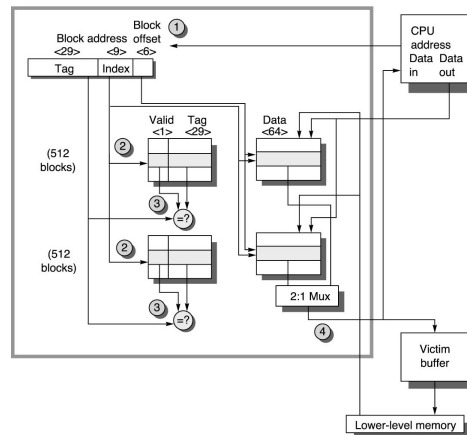 Block
Block address offset
<29> <9> <6>
Tag Index
1
CPU
address
Data Data
in out
Valid Tag
<1> <29>
Data
<64>
(512
blocks)
2
3
=?
(512
blocks)
2
3
=?
2:1 Mux
4
Victim
buffer
Lower-level memory